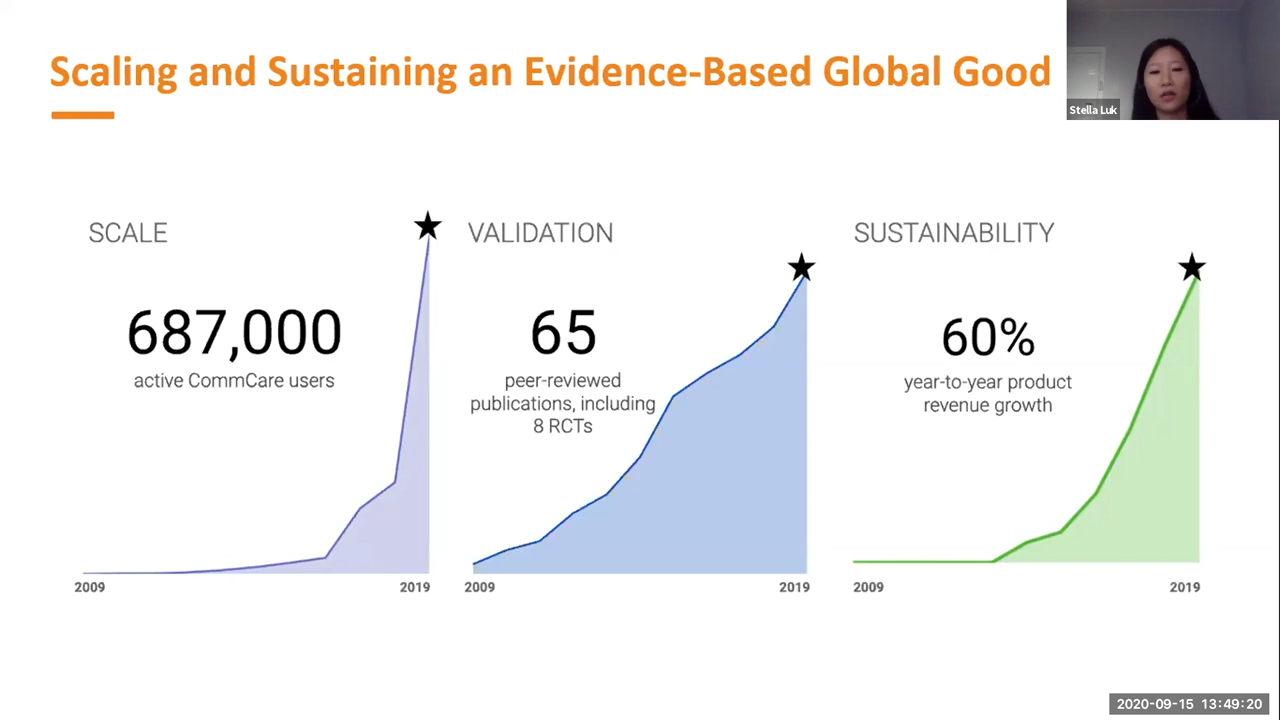 Scaling and Sustaining an Evidence-Based Global Good
Stella Luk
SCALE
687,000
active CommCare users
2009
2019
VALIDATION
65
peer-reviewed
publications, including
8 RCTs
2009
2019
SUSTAINABILITY
60%
year-to-year product
revenue growth
2009
2019
2020-09-15 13:49:20